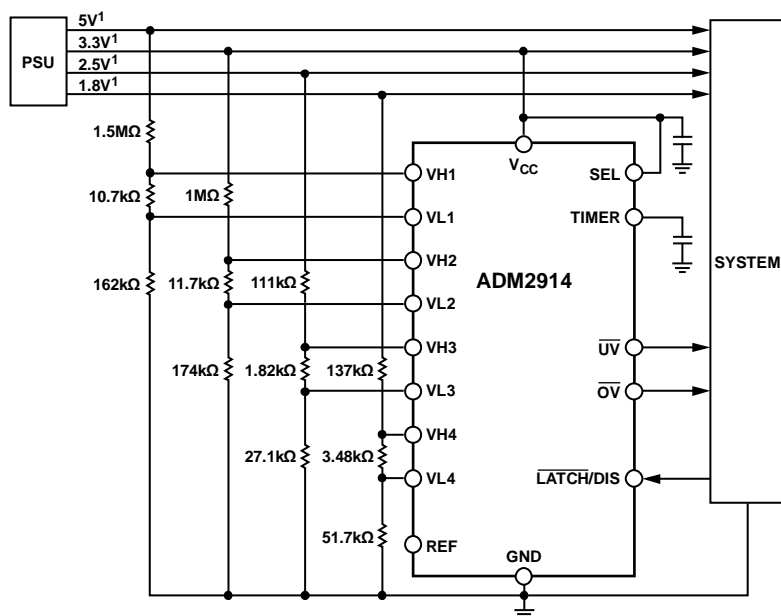 5V¹
3.3V¹
PSU
2.5V¹
1.8V¹
1.5MΩ
V_CC
VH1
SEL
10.7kΩ
1MΩ
VL1
TIMER
VH2
SYSTEM
162kΩ
11.7kΩ
111kΩ
ADM2914
VL2
VH3
UV
174kΩ
1.82kΩ
137kΩ
VL3
OV
VH4
27.1kΩ
3.48kΩ
VL4
LATCH/DIS
51.7kΩ
REF
GND